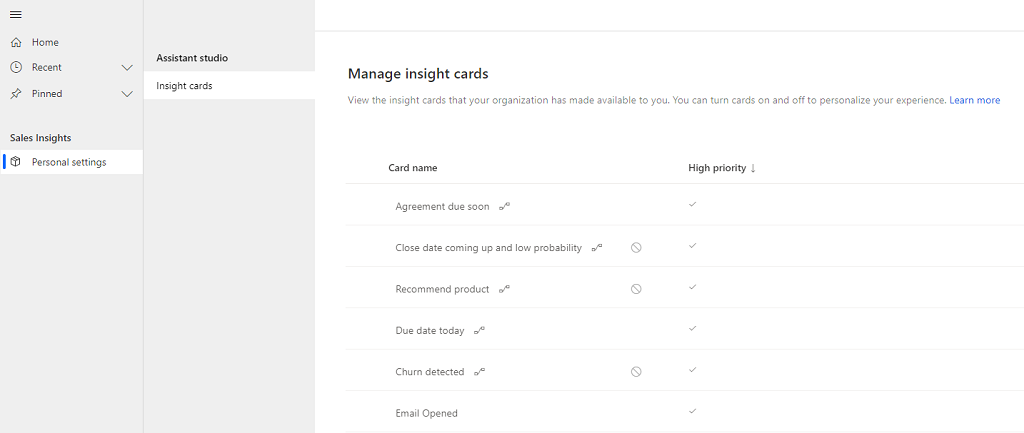 Home
Recent
Pinned
Sales Insights
Personal settings
Assistant studio
Insight cards
Manage insight cards
View the insight cards that your organization has made available to you. You can turn cards on and off to personalize your experience. Learn more
Card name High priority ↓
Agreement due soon
Close date coming up and low probability
Recommend product
Due date today
Churn detected
Email Opened